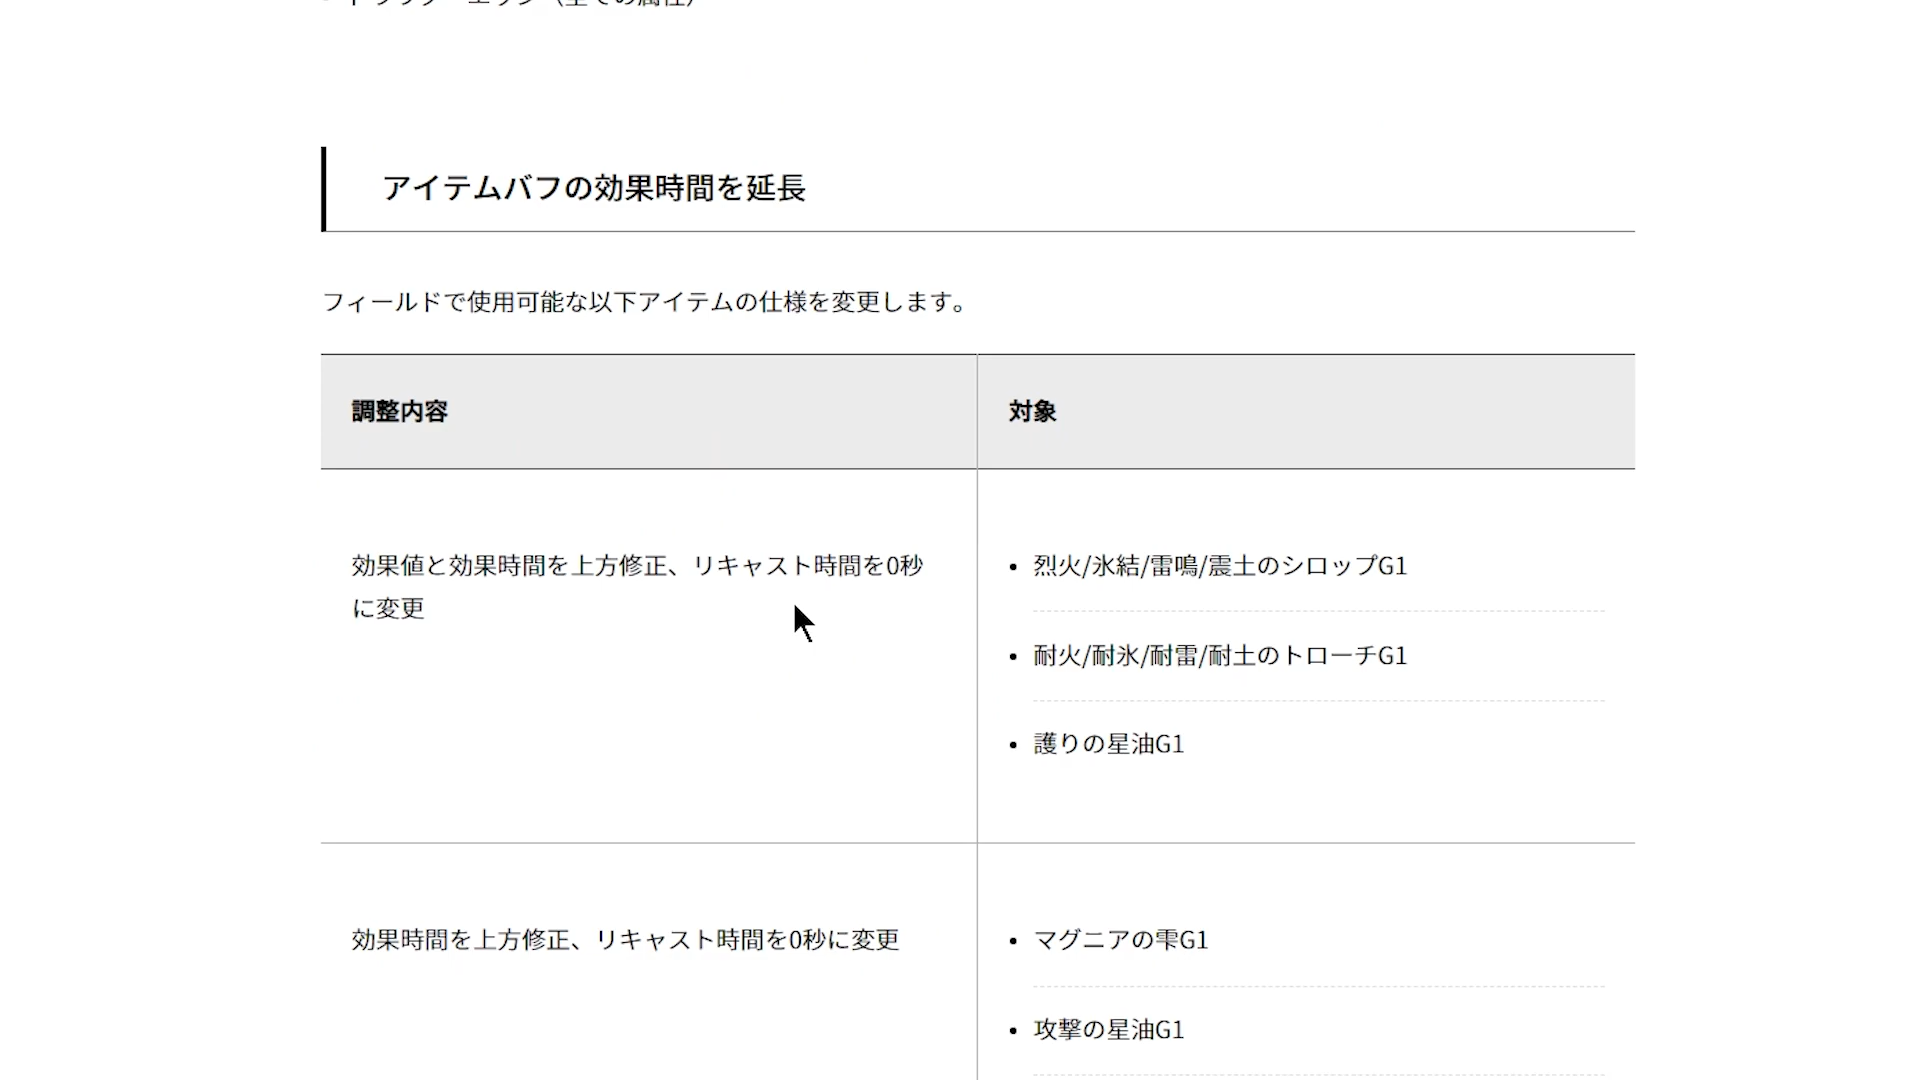 アイテムバフの効果時間を延長
フィールドで使用可能な以下アイテムの仕様を変更します。
調整内容
対象
効果値と効果時間を上方修正、リキャスト時間を0秒
に変更
• 烈火/氷結/雷鳴/震土のシロップG1
• 耐火/耐氷/耐雷/耐土のトローチG1
• 護りの星油G1
効果時間を上方修正、リキャスト時間を0秒に変更
• マグニアの雫G1
• 攻撃の星油G1